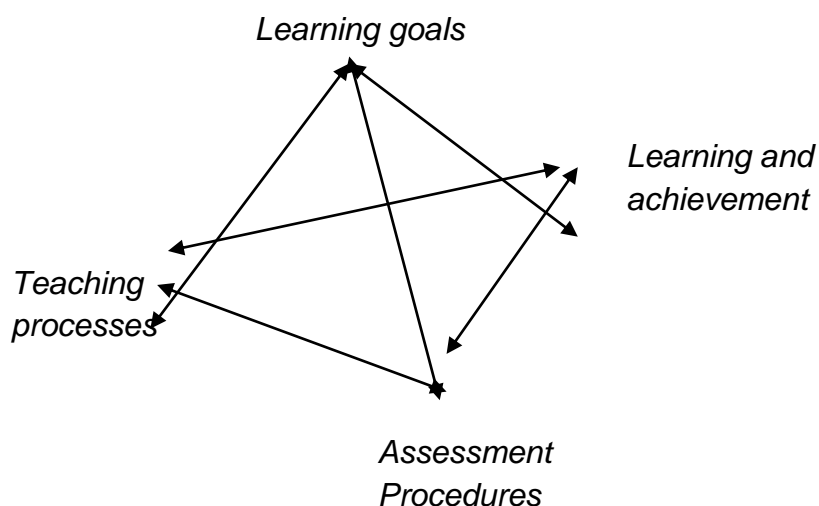 Learning goals
Learning and
achievement
Teaching
processes
Assessment
Procedures